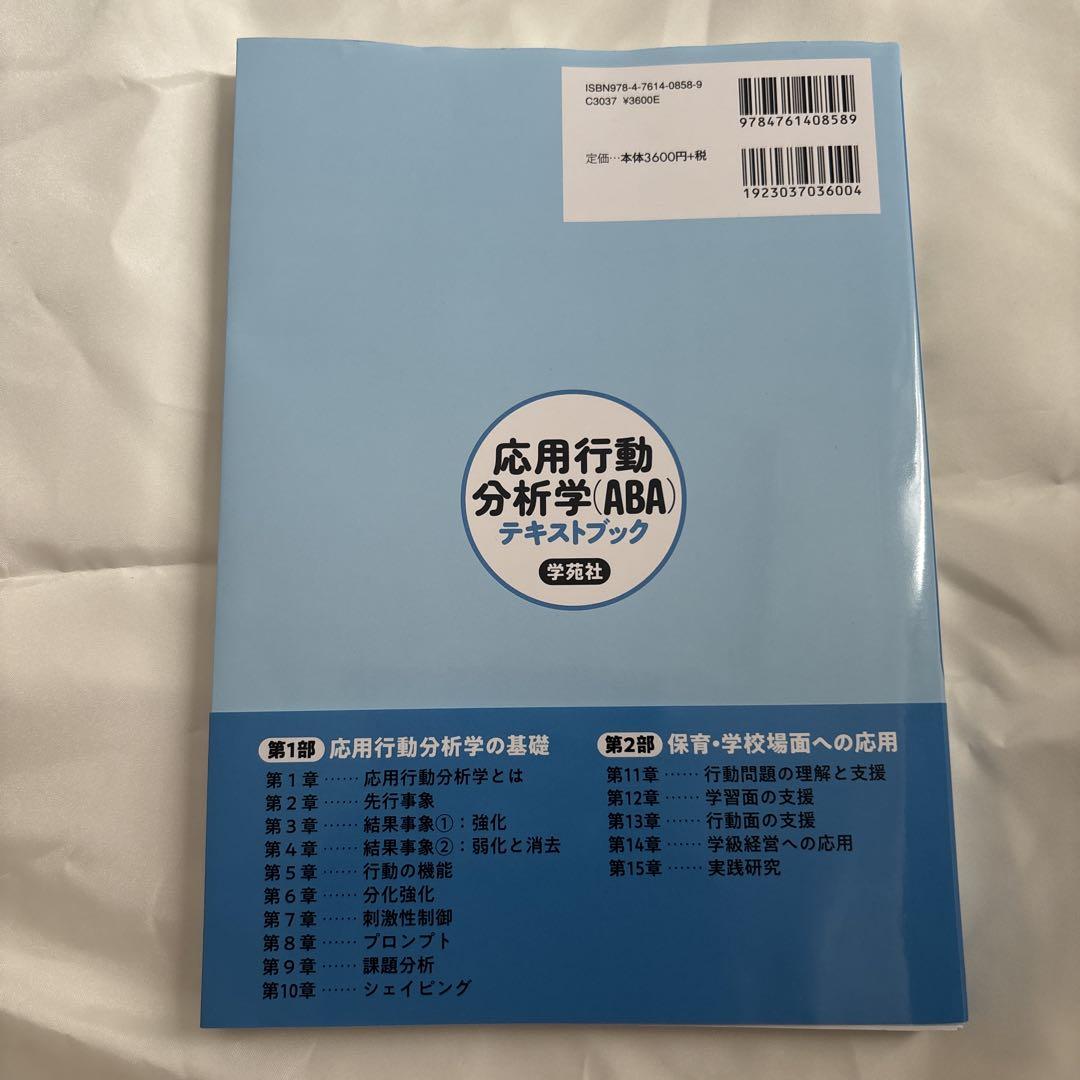 ISBN978-4-7614-0858-9
C3037 ¥3600E
9784761408589
定価…本体3600円+税
1923037036004
応用行動
分析学(ABA)
テキストブック
学苑社
第1部 応用行動分析学の基礎
第1章……応用行動分析学とは
第2章……先行事象
第3章……結果事象①：強化
第4章……結果事象②：弱化と消去
第5章……行動の機能
第6章……分化強化
第7章……刺激性制御
第8章……プロンプト
第9章……課題分析
第10章……シェイピング
第2部 保育・学校場面への応用
第11章……行動問題の理解と支援
第12章……学習面の支援
第13章……行動面の支援
第14章……学級経営への応用
第15章……実践研究